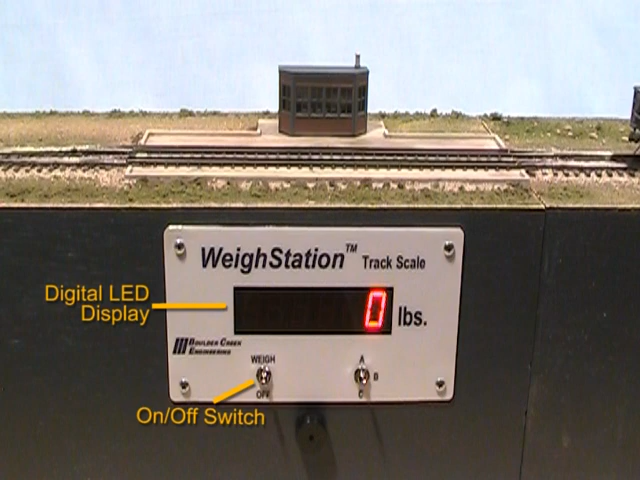 WeighStation™ Track Scale
Digital LED
Display
0 lbs.
BOULDER CREEK
ENGINEERING
WEIGH
OFF
A
B
C
On/Off Switch